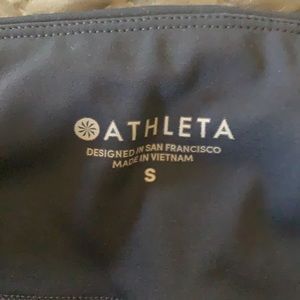 ATHLETA
DESIGNED IN SAN FRANCISCO
MADE IN VIETNAM
S